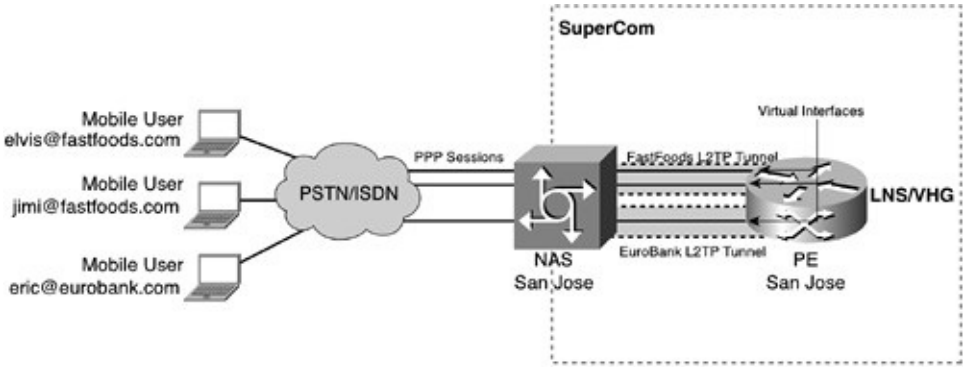 SuperCom
Mobile User
elvis@fastfoods.com
Mobile User
jimi@fastfoods.com
Mobile User
eric@eurobank.com
PSTN/ISDN
PPP Sessions
NAS
San Jose
Virtual Interfaces
FastFoods L2TP Tunnel
EuroBank L2TP Tunnel
LNS/VHG
PE
San Jose